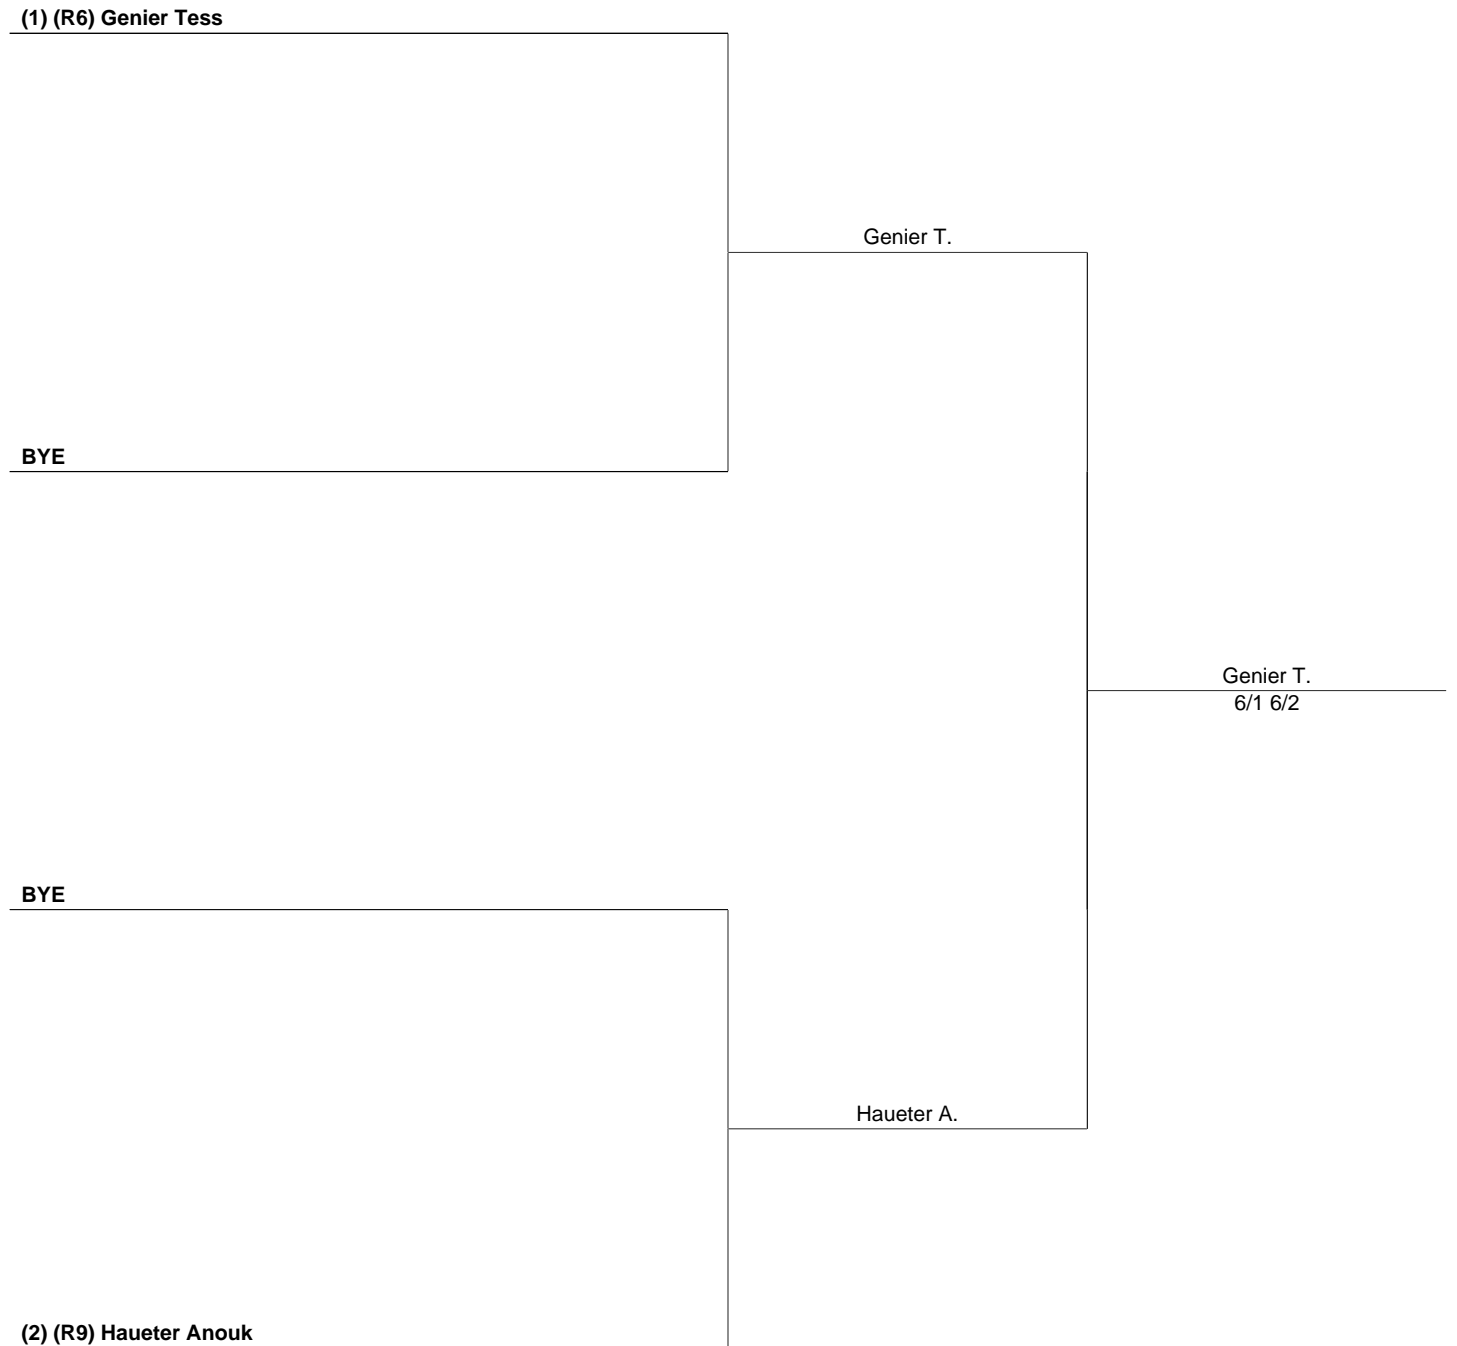 (1) (R6) Genier Tess
Genier T.
BYE
Genier T.
6/1 6/2
BYE
Haueter A.
(2) (R9) Haueter Anouk